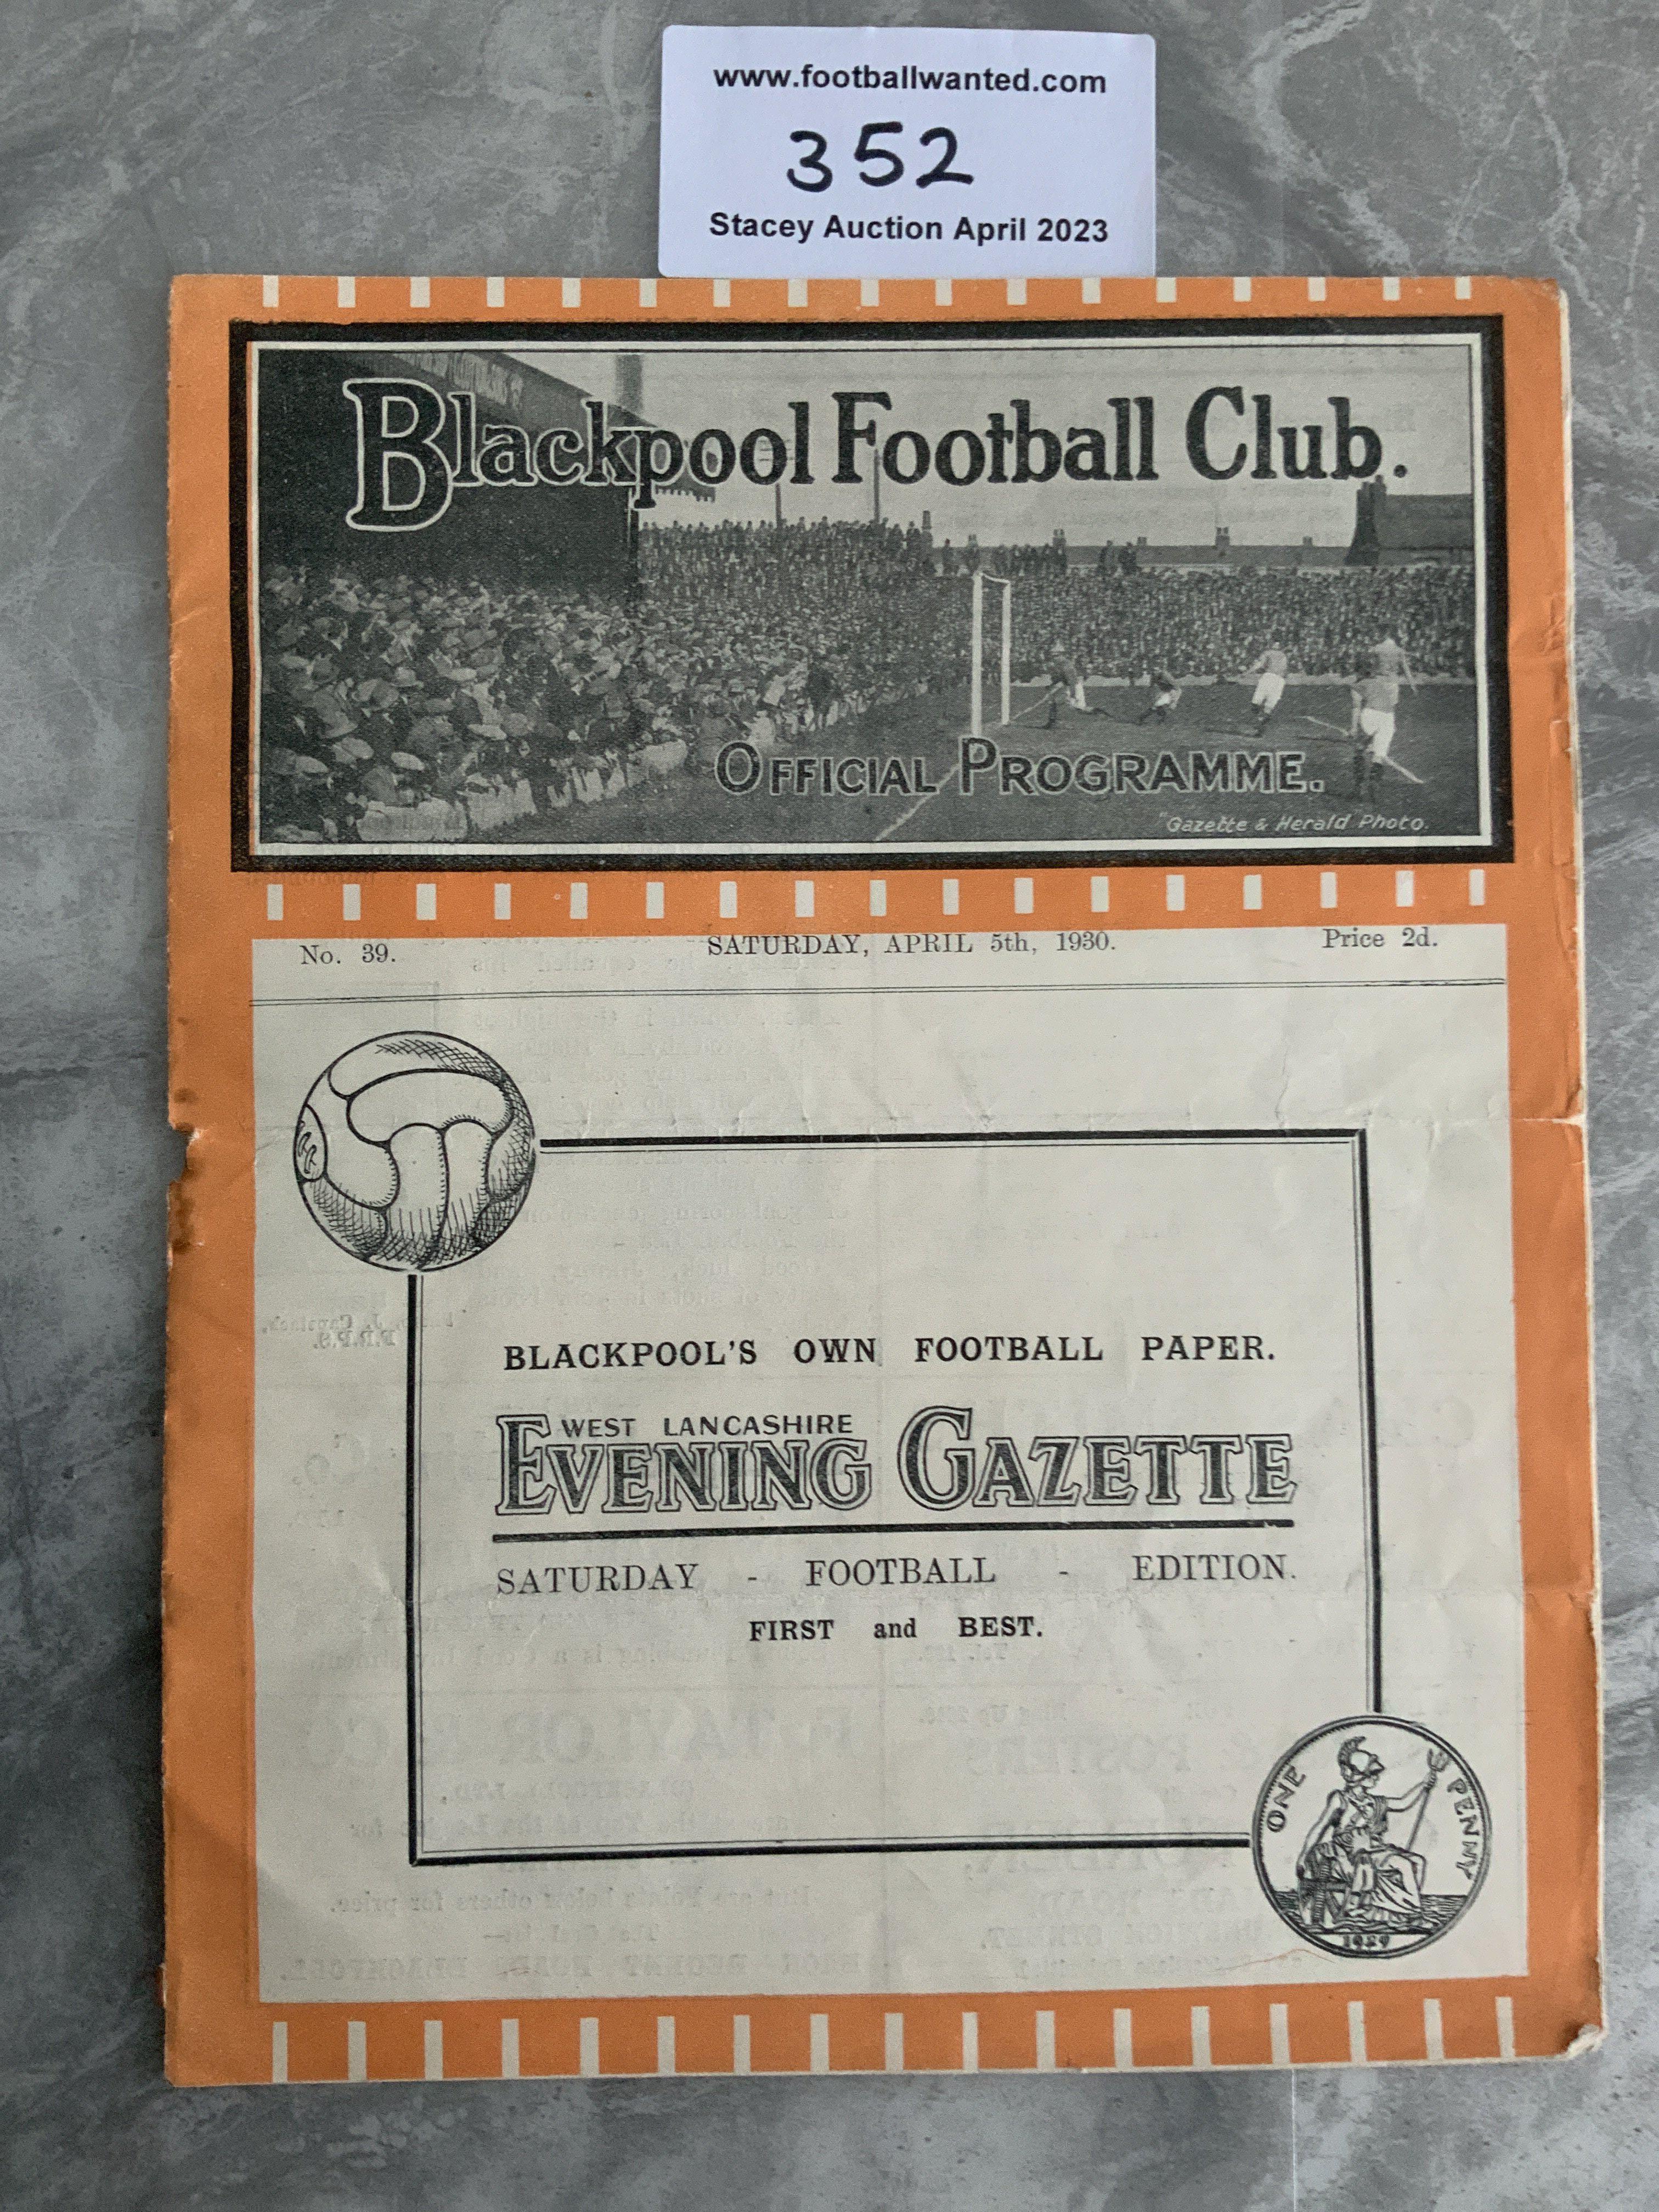 www.footballwanted.com
352
Stacey Auction April 2023
Blackpool Football Club.
OFFICIAL PROGRAMME.
"Gazette & Herald Photo.
No. 39. SATURDAY, APRIL 5th, 1930. Price 2d.
BLACKPOOL'S OWN FOOTBALL PAPER.
WEST LANCASHIRE
EVENING GAZETTE
SATURDAY - FOOTBALL - EDITION.
FIRST and BEST.
ONE PENNY
1929